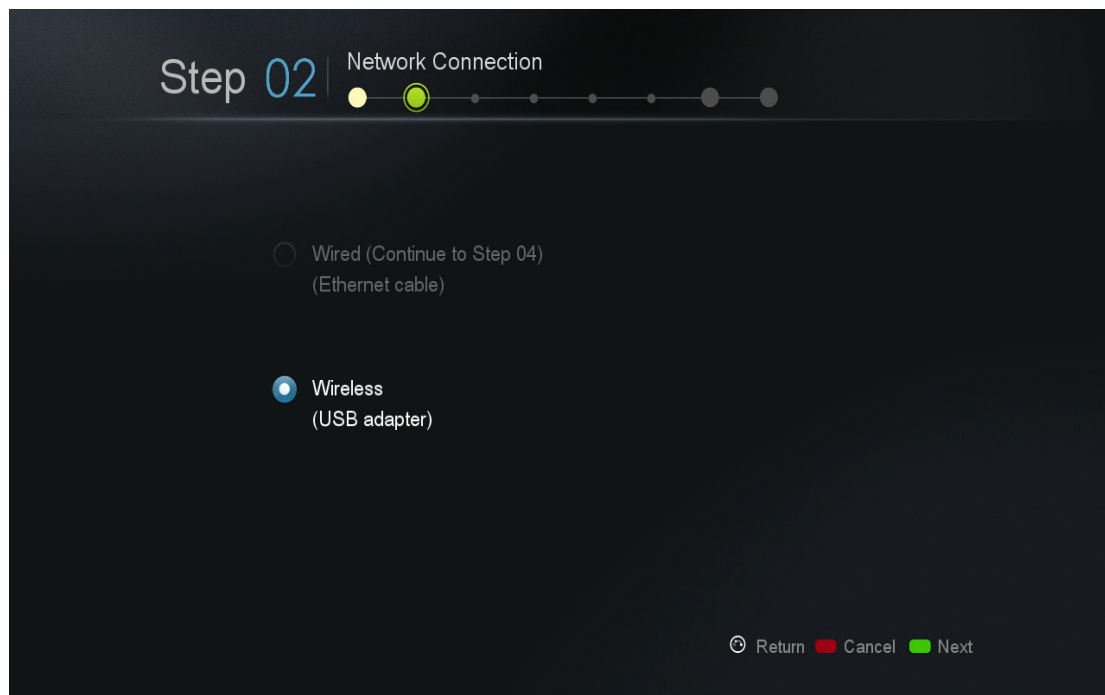 Step 02
Network Connection
Wired (Continue to Step 04)
(Ethernet cable)
Wireless
(USB adapter)
Return Cancel Next